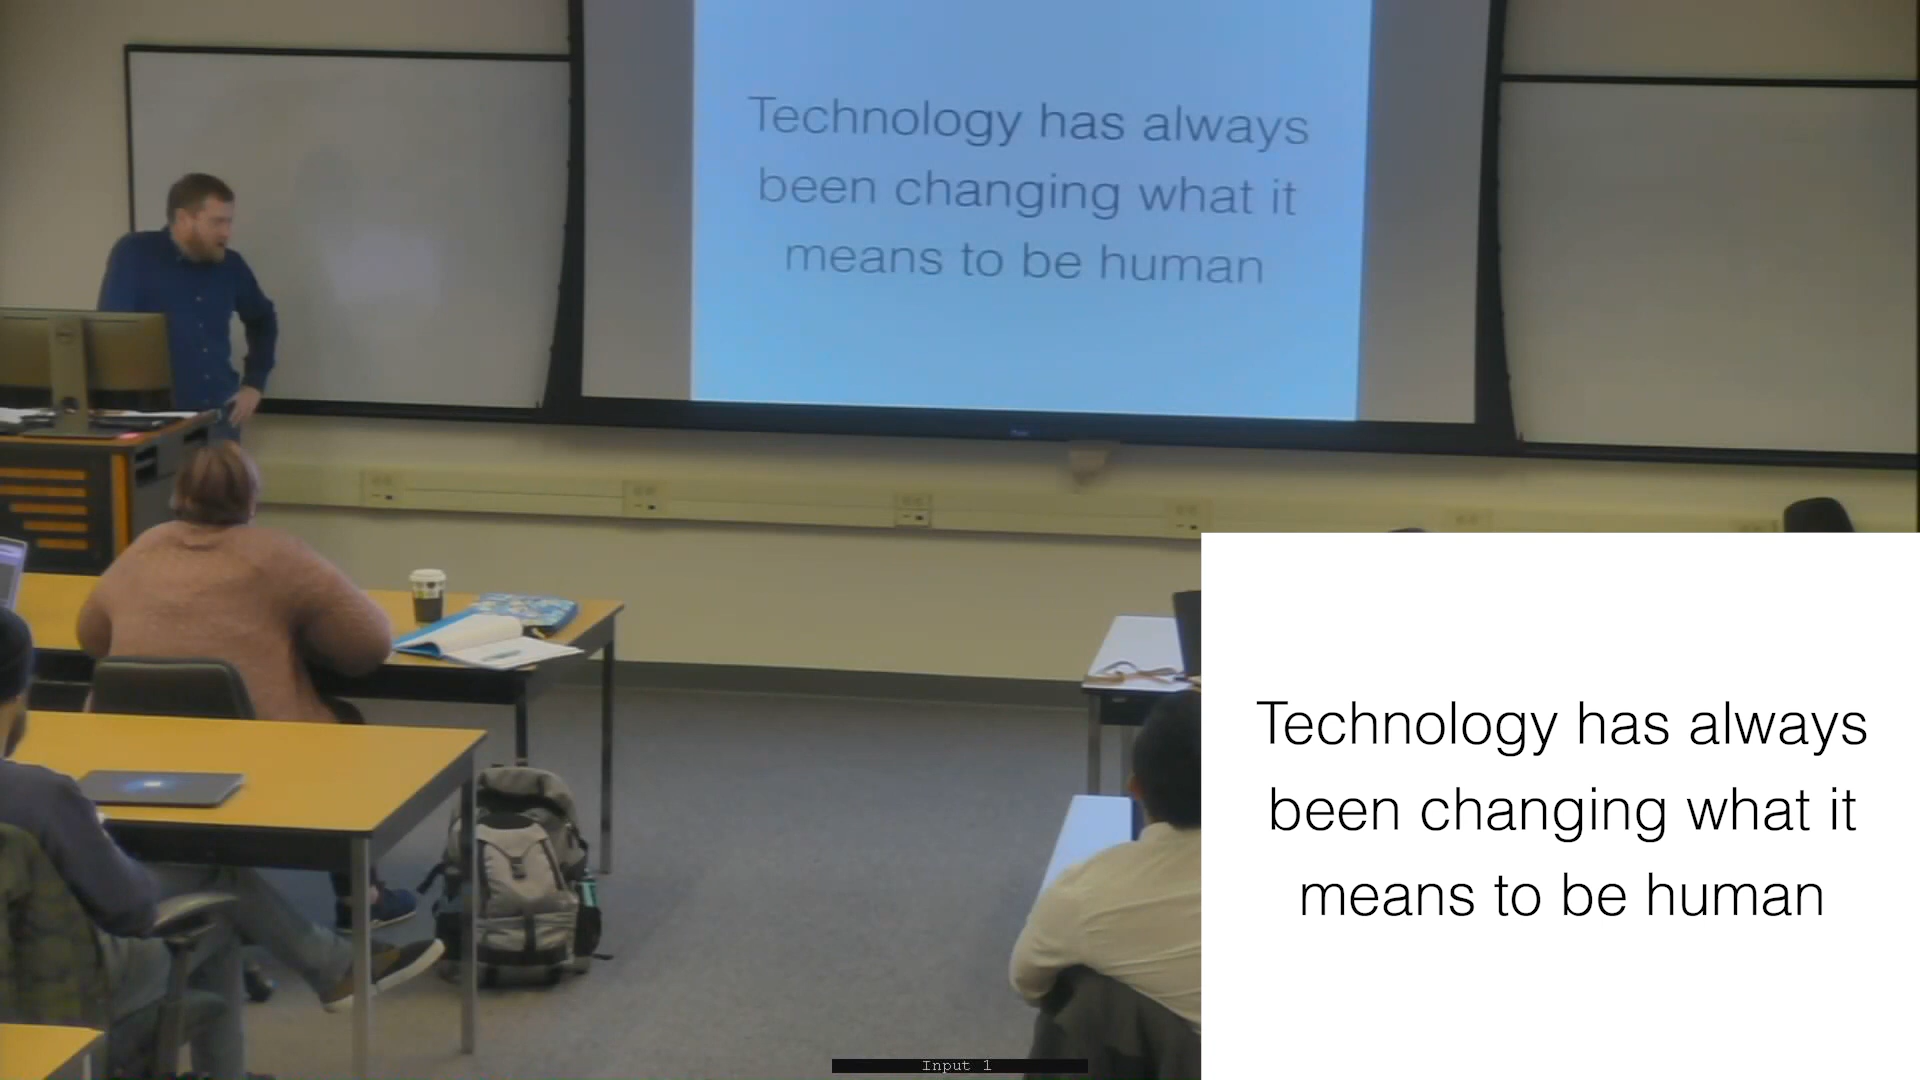 Technology has always
been changing what it
means to be human
Technology has always
been changing what it
means to be human
Input 1